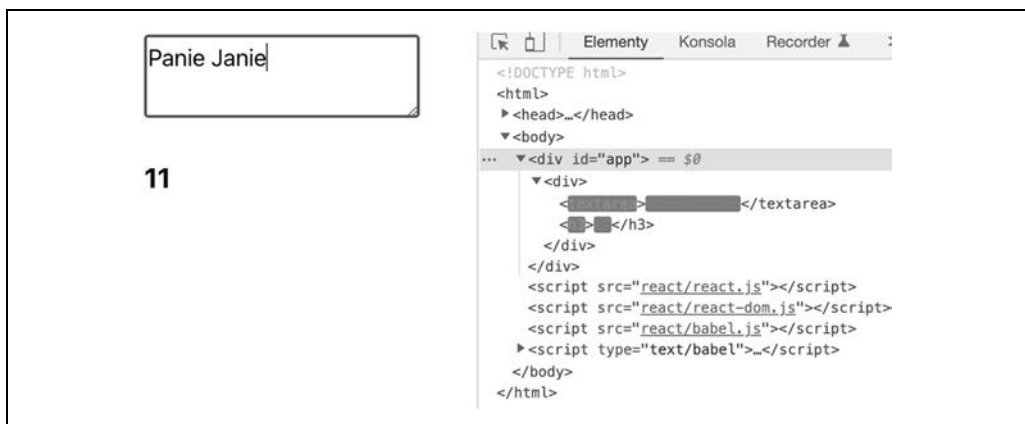 Panie Janie
11
Elementy Konsola Recorder
<!DOCTYPE html>
<html>
<head>…</head>
<body>
… <div id="app"> == $0
<div>
<textarea></textarea>
<></h3>
</div>
</div>
<script src="react/react.js"></script>
<script src="react/react-dom.js"></script>
<script src="react/babel.js"></script>
<script type="text/babel">…</script>
</body>
</html>